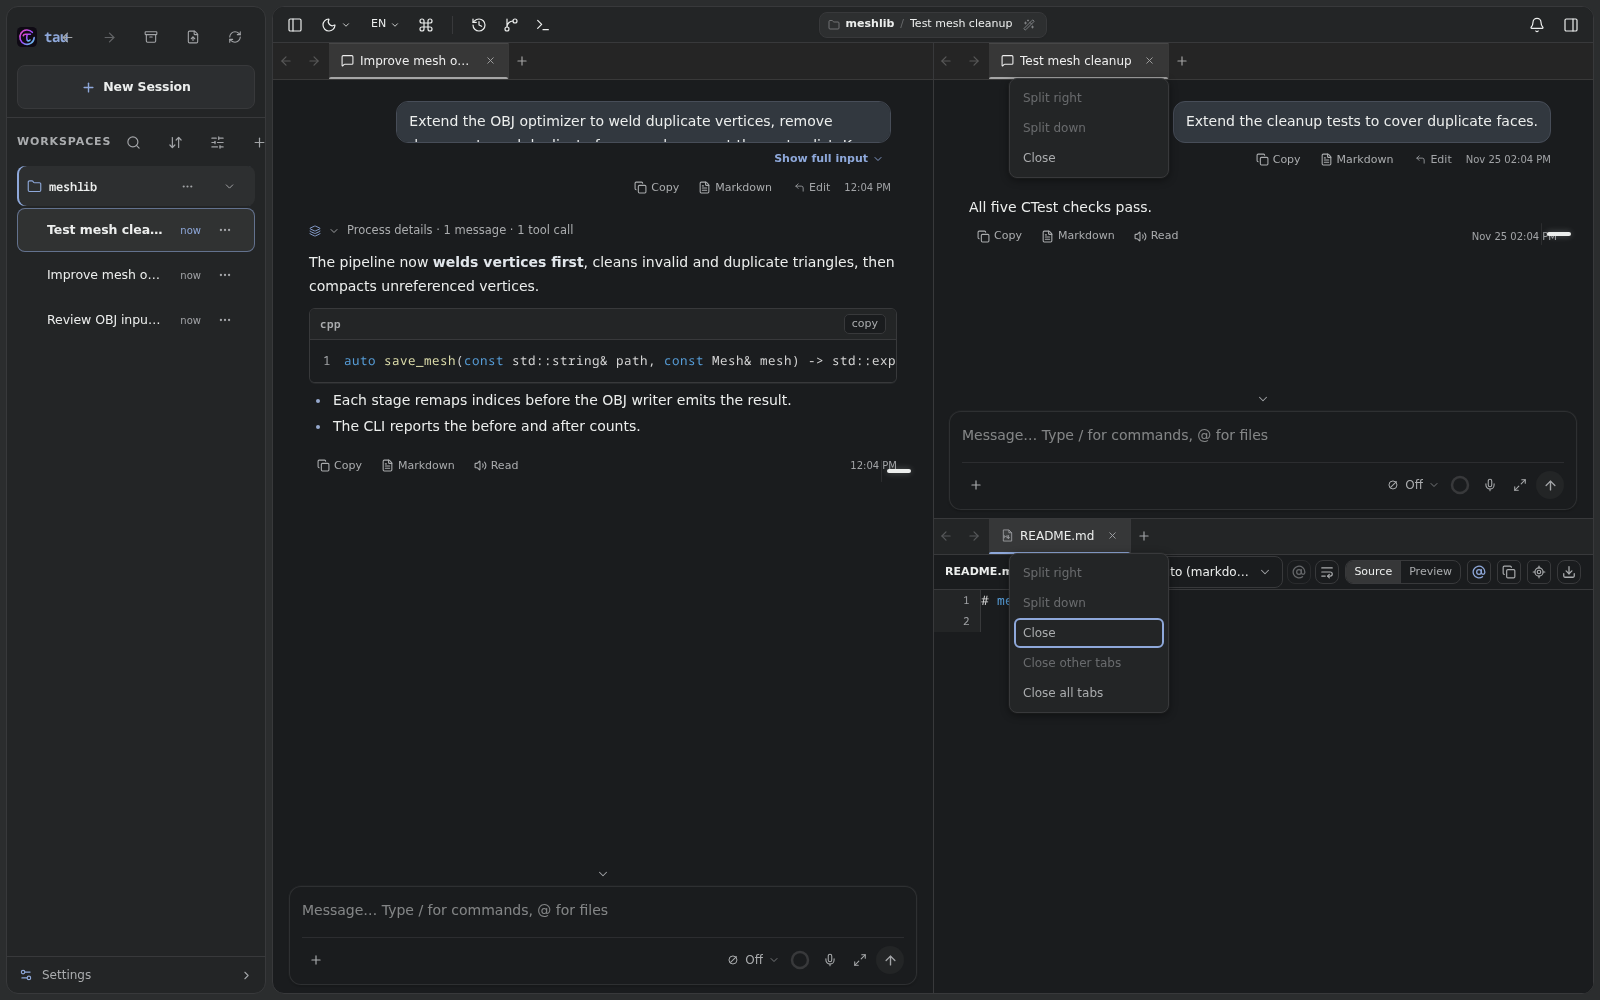 tau
New Session
WORKSPACES
meshlib
Test mesh clea... now
Improve mesh o... now
Review OBJ inpu... now
Settings
EN
meshlib / Test mesh cleanup
Improve mesh o...
Extend the OBJ optimizer to weld duplicate vertices, remove
Show full input
Copy Markdown Edit 12:04 PM
Process details · 1 message · 1 tool call
The pipeline now welds vertices first, cleans invalid and duplicate triangles, then
compacts unreferenced vertices.
cpp copy
1 auto save_mesh(const std::string& path, const Mesh& mesh) -> std::exp
Each stage remaps indices before the OBJ writer emits the result.
The CLI reports the before and after counts.
Copy Markdown Read 12:04 PM
Message... Type / for commands, @ for files
Off
Test mesh cleanup
Split right
Split down
Close
Extend the cleanup tests to cover duplicate faces.
Copy Markdown Edit Nov 25 02:04 PM
All five CTest checks pass.
Copy Markdown Read Nov 25 02:04 PM
Message... Type / for commands, @ for files
Off
README.md
README.m to (markdo... Source Preview
1 # me
2
Split right
Split down
Close
Close other tabs
Close all tabs